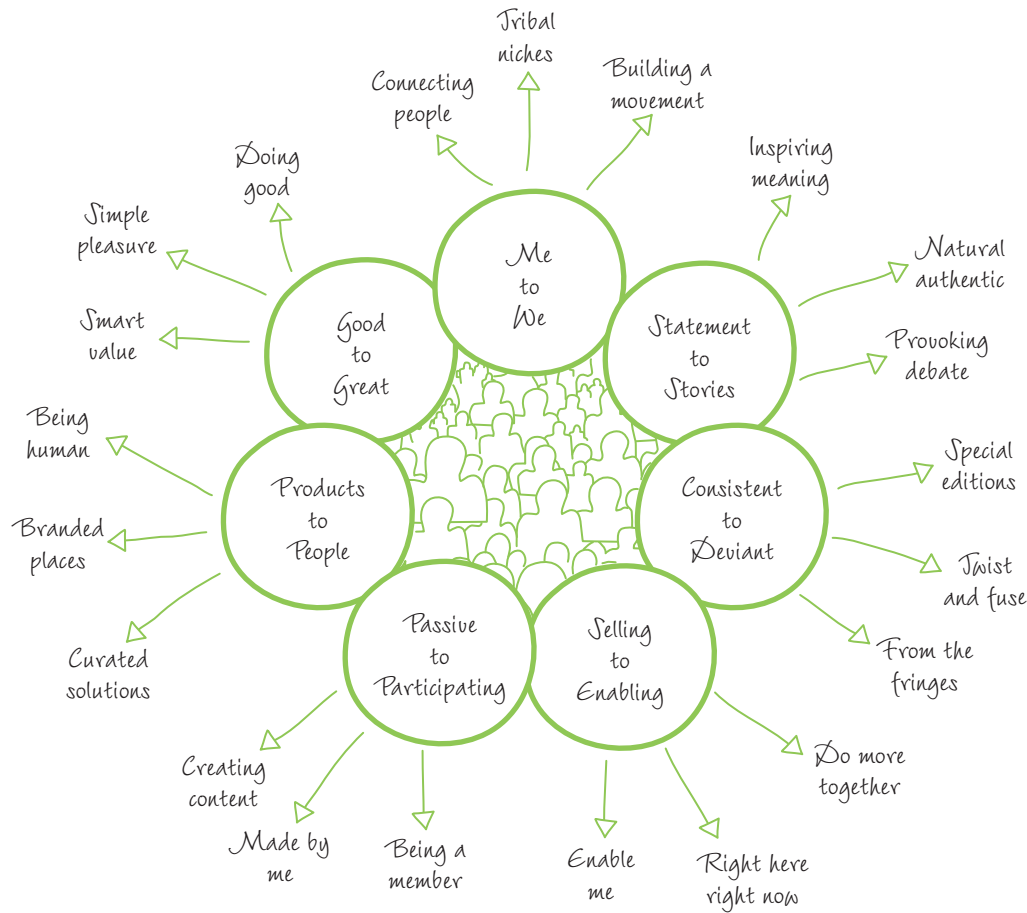 Tribal
niches
Connecting
people
Building a
movement
Me
to
We
Inspiring
meaning
Natural
authentic
Provoking
debate
Statement
to
Stories
Special
editions
Twist
and fuse
From the
fringes
Consistent
to
Deviant
Do more
together
Right here
right now
Enable
me
Selling
to
Enabling
Being a
member
Made by
me
Creating
content
Passive
to
Participating
Curated
solutions
Branded
places
Being
human
Products
to
People
Smart
value
Simple
pleasure
Doing
good
Good
to
Great